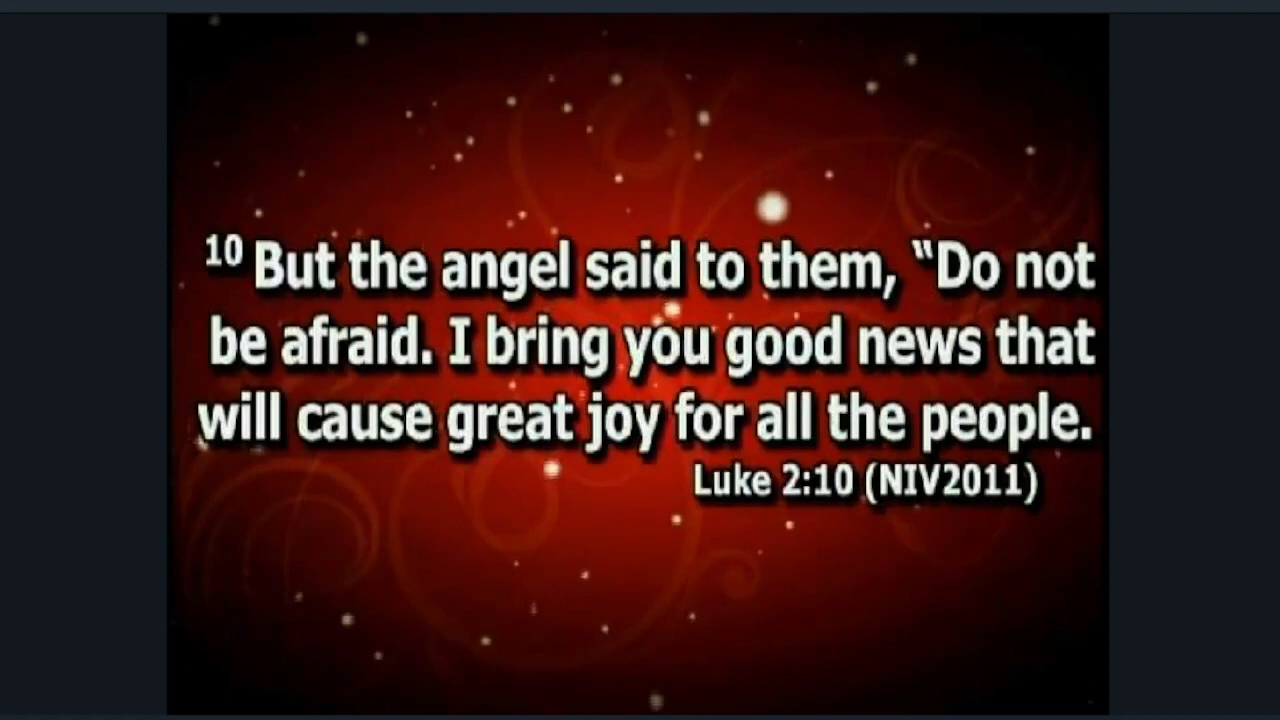 10 But the angel said to them, “Do not
be afraid. I bring you good news that
will cause great joy for all the people.
Luke 2:10 (NIV2011)